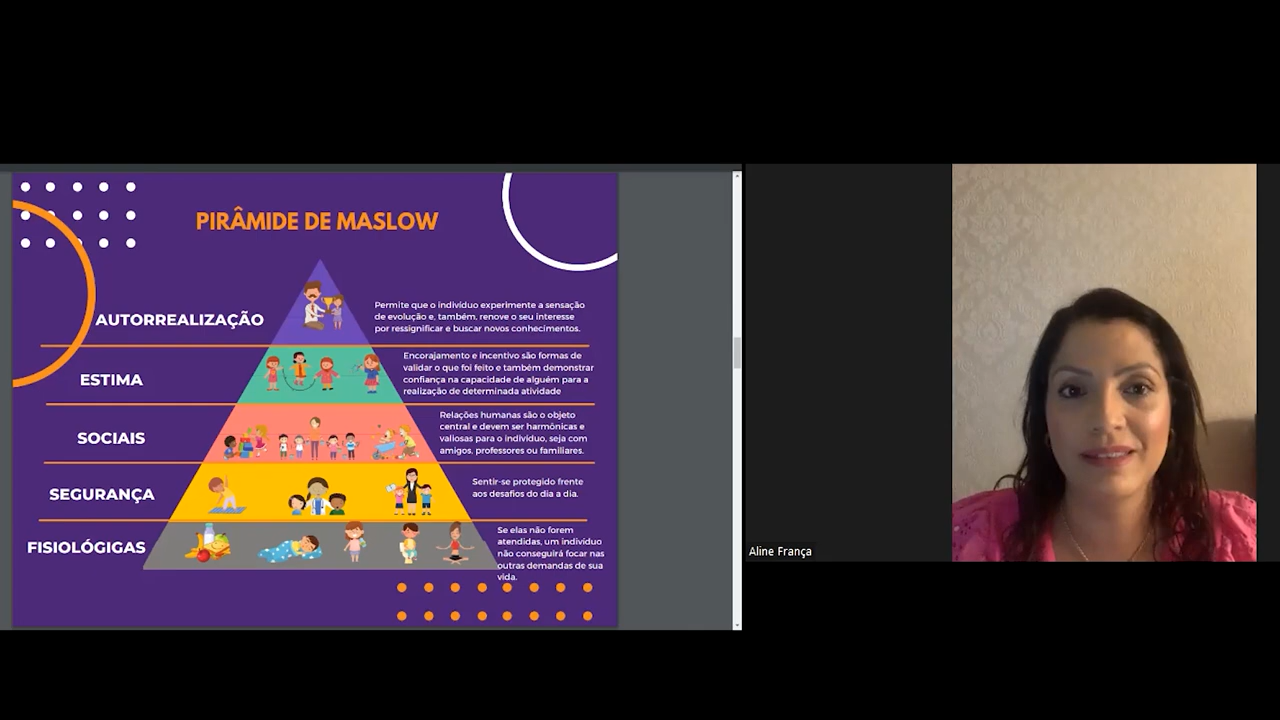 PIRÂMIDE DE MASLOW
AUTORREALIZAÇÃO
Permite que o indivíduo experimente a sensação
de evolução e, também, renove o seu interesse
por ressignificar e buscar novos conhecimentos.
ESTIMA
Encorajamento e incentivo são formas de
validar o que foi feito e também demonstrar
confiança na capacidade de alguém para a
realização de determinada atividade
SOCIAIS
Relações humanas são o objeto
central e devem ser harmônicas e
valiosas para o indivíduo, seja com
amigos, professores ou familiares.
SEGURANÇA
Sentir-se protegido frente
aos desafios do dia a dia.
FISIOLÓGIGAS
Se elas não forem
atendidas, um indivíduo
não conseguirá focar nas
outras demandas de sua
vida.
Aline França